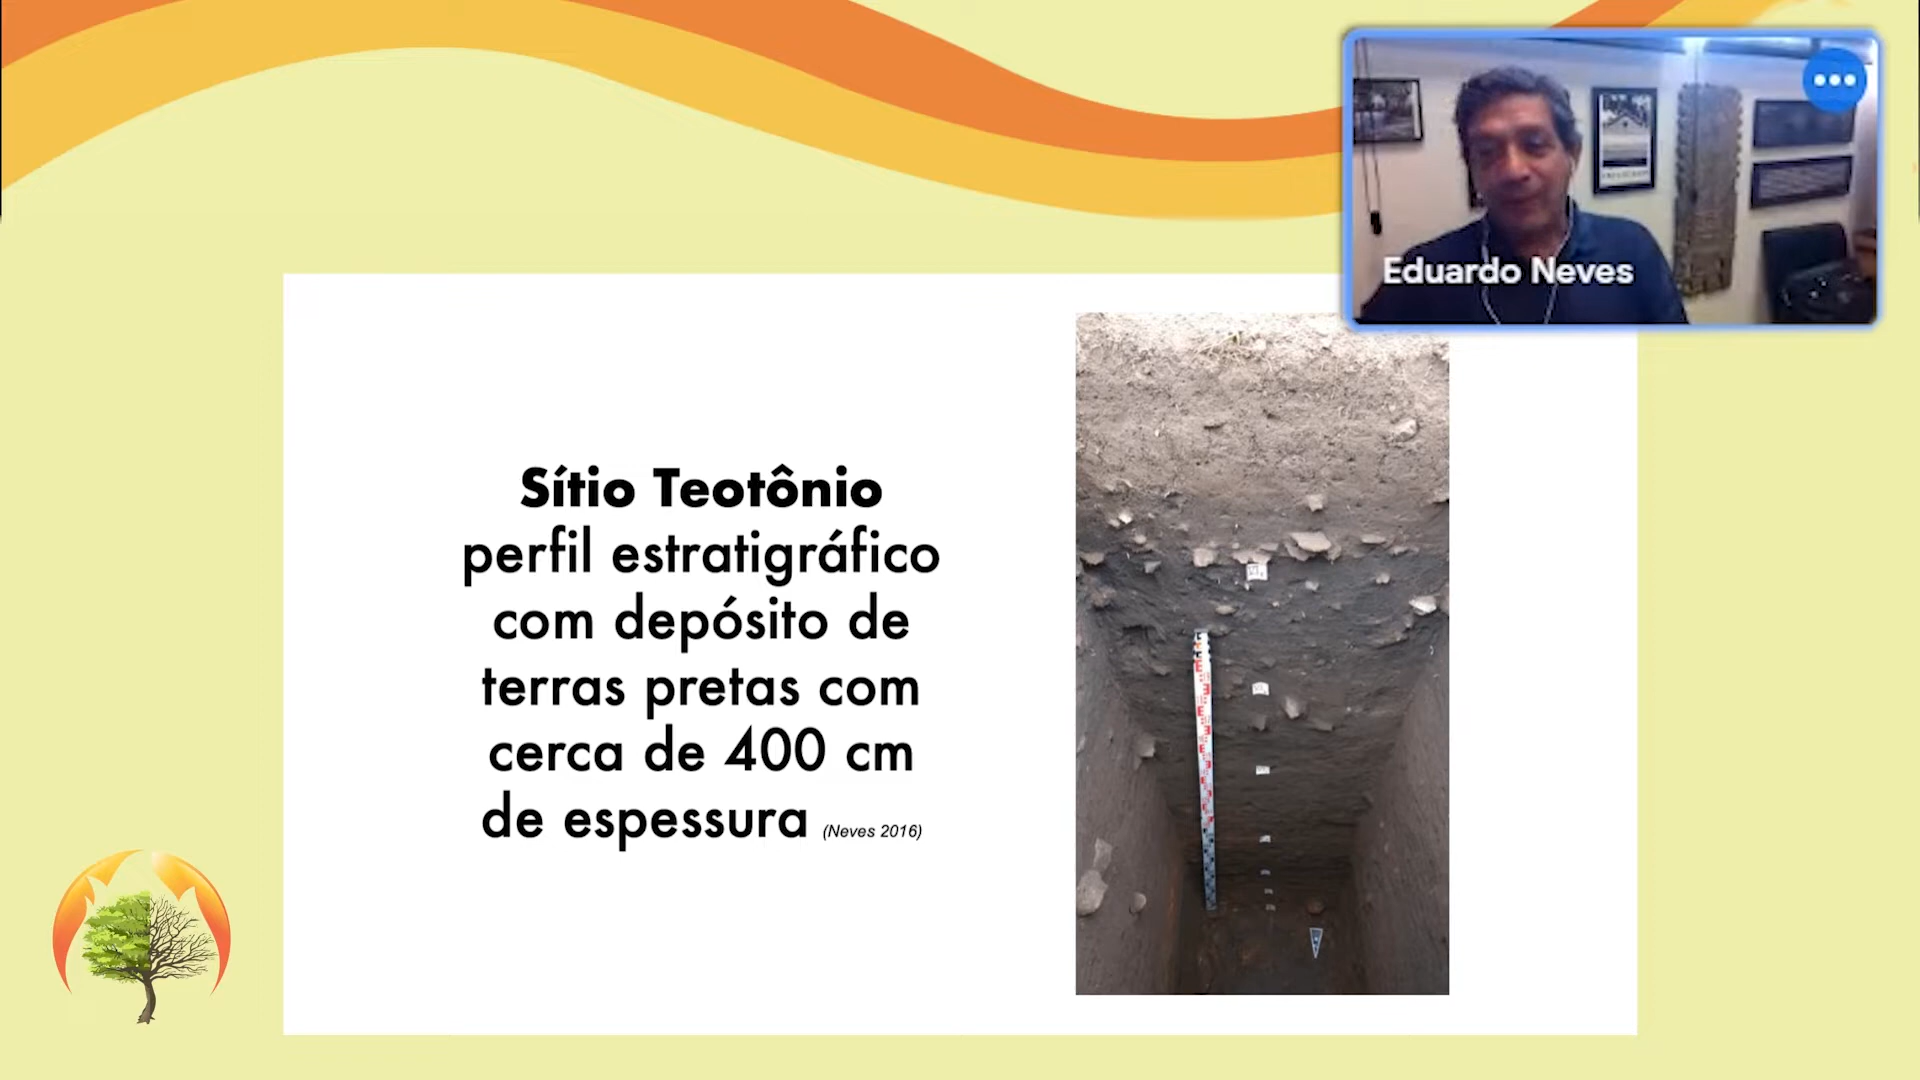 Eduardo Neves
Sítio Teotônio
perfil estratigráfico
com depósito de
terras pretas com
cerca de 400 cm
de espessura (Neves 2016)